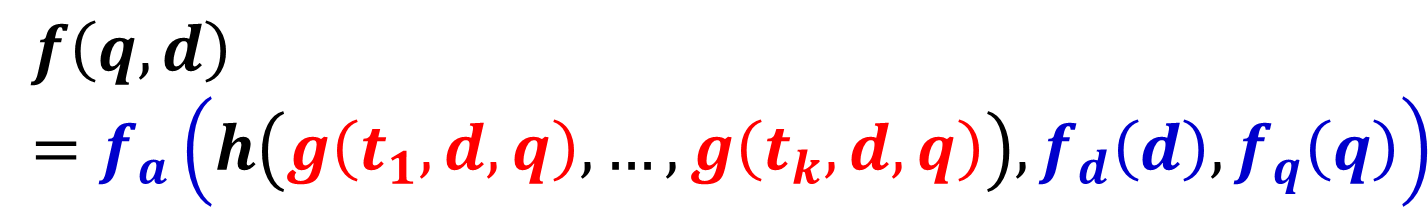 f(q, d)
= f_a(h(g(t_1, d, q), … , g(t_k, d, q)), f_d(d), f_q(q))